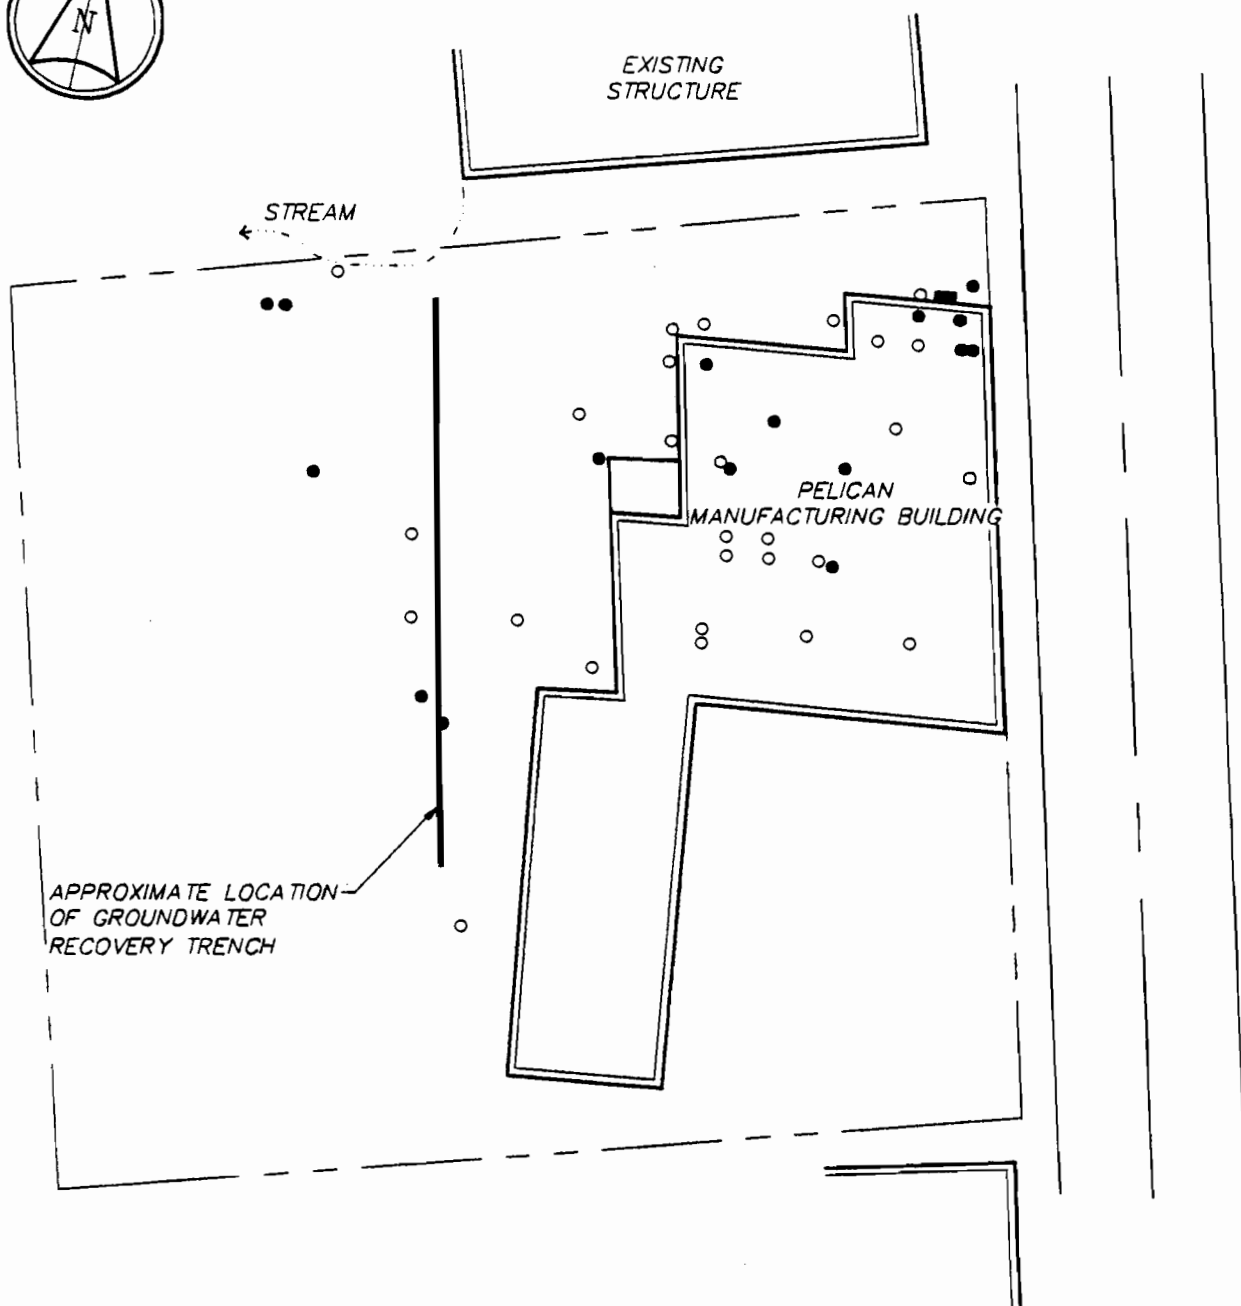 N
EXISTING
STRUCTURE
STREAM
PELICAN
MANUFACTURING BUILDING
APPROXIMATE LOCATION
OF GROUNDWATER
RECOVERY TRENCH